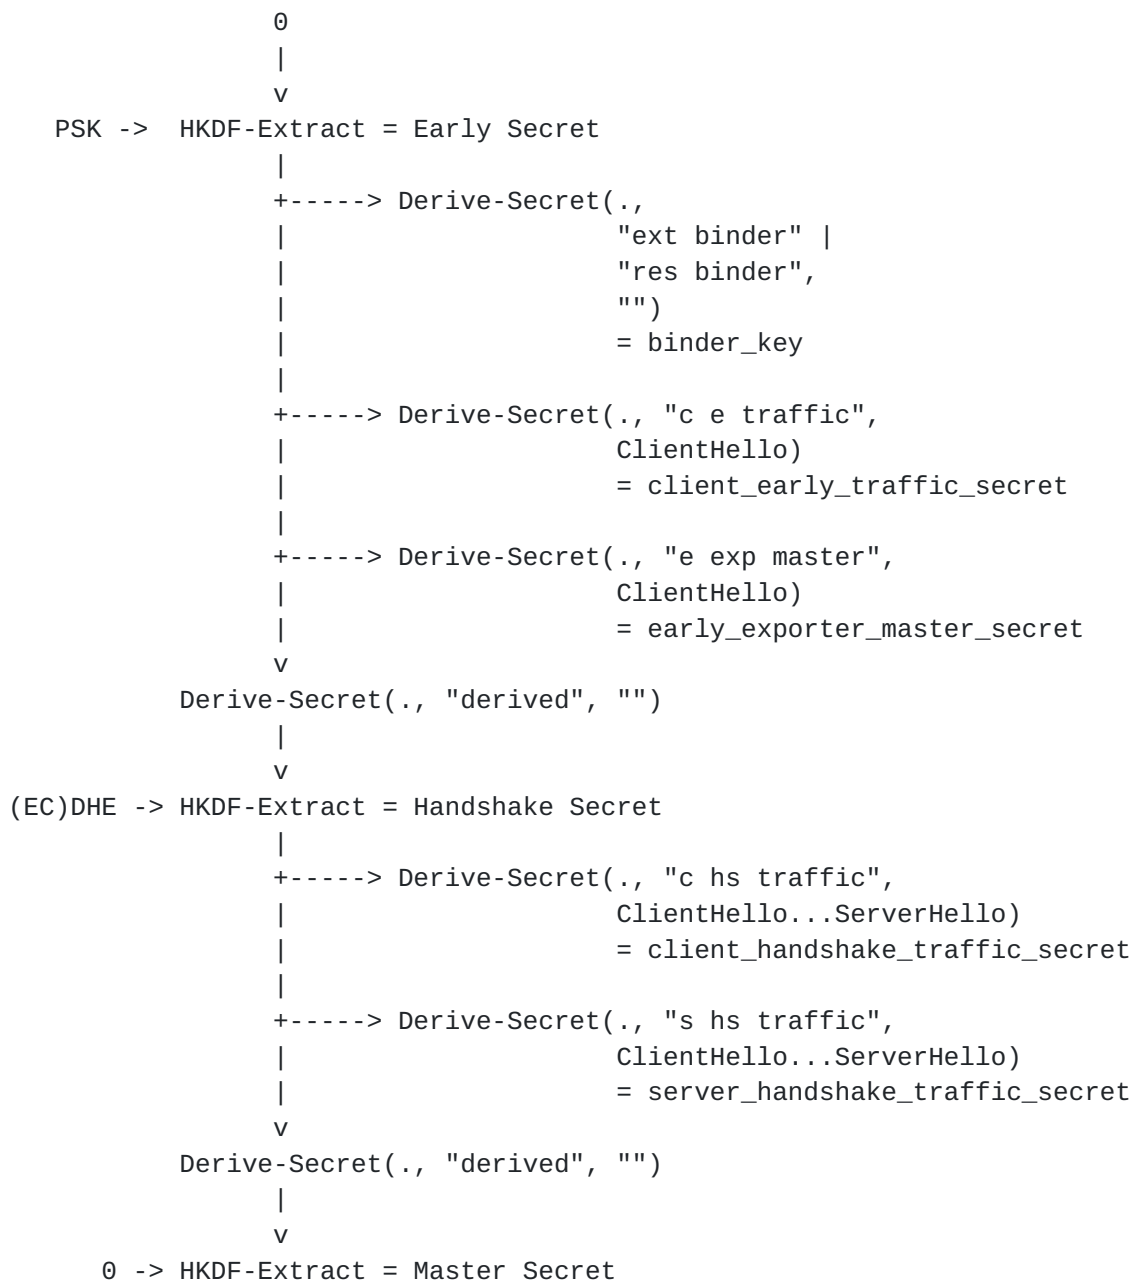 0
                 |
                 v
   PSK ->  HKDF-Extract = Early Secret
                 |
                 +-----> Derive-Secret(.,
                 |                     "ext binder" |
                 |                     "res binder",
                 |                     "")
                 |                     = binder_key
                 |
                 +-----> Derive-Secret(., "c e traffic",
                 |                     ClientHello)
                 |                     = client_early_traffic_secret
                 |
                 +-----> Derive-Secret(., "e exp master",
                 |                     ClientHello)
                 |                     = early_exporter_master_secret
                 v
           Derive-Secret(., "derived", "")
                 |
                 v
(EC)DHE -> HKDF-Extract = Handshake Secret
                 |
                 +-----> Derive-Secret(., "c hs traffic",
                 |                     ClientHello...ServerHello)
                 |                     = client_handshake_traffic_secret
                 |
                 +-----> Derive-Secret(., "s hs traffic",
                 |                     ClientHello...ServerHello)
                 |                     = server_handshake_traffic_secret
                 v
           Derive-Secret(., "derived", "")
                 |
                 v
      0 -> HKDF-Extract = Master Secret